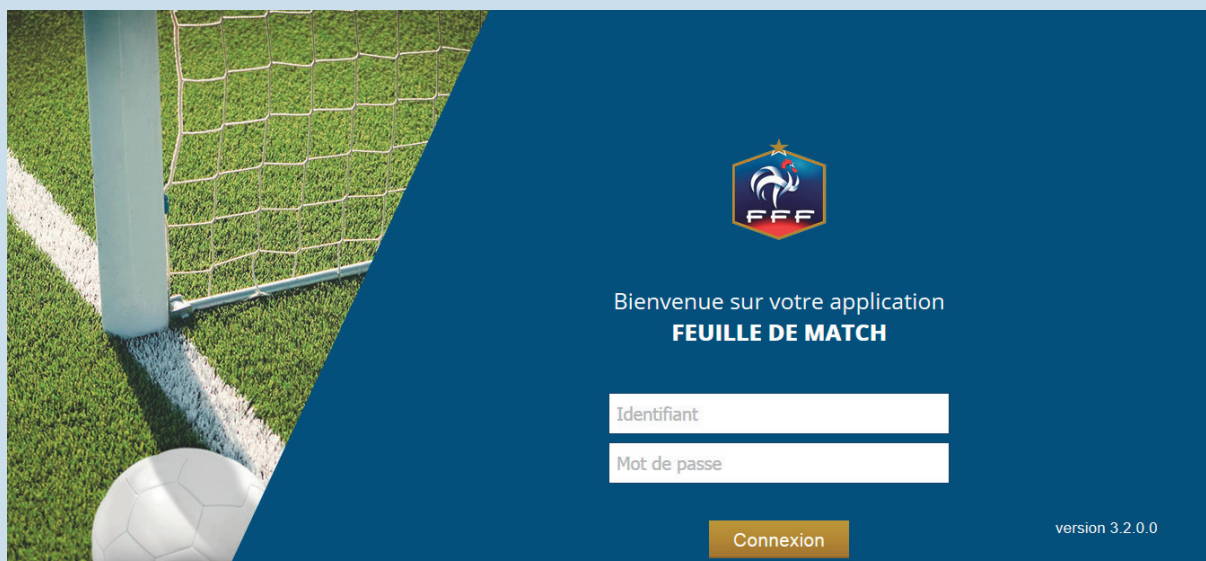 FFF
Bienvenue sur votre application
FEUILLE DE MATCH
Identifiant
Mot de passe
Connexion
version 3.2.0.0